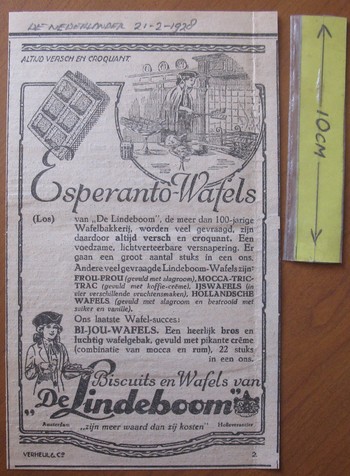 DE NEDERLANDER 21-2-1928
ALTIJD VERSCH EN CROQUANT
10CM
Esperanto-Wafels
(Los) van „De Lindeboom", de meer dan 100-jarige
Wafelbakkerij, worden veel gevraagd, zijn
daardoor altijd versch en croquant. Een
voedzame, lichtverteerbare versnapering. Er
gaan een groot aantal stuks in een ons.
Andere veel gevraagde Lindeboom-Wafels zijn:
FROU-FROU (gevuld met slagroom), MOCCA-TRIC-
TRAC (gevuld met koffie-crême). IJSWAFELS (in
vier verschillende vruchtensmaken), HOLLANDSCHE
WAFELS, (gevuld met slagroom en bestrooid met
suiker en vanille).
Ons laatste Wafel-succes:
BI-JOU-WAFELS. Een heerlijk bros en
luchtig wafelgebak, gevuld met pikante crême
(combinatie van mocca en rum), 22 stuks
in een ons.
Biscuits en Wafels van
„De Lindeboom"
Amsterdam Hofleverancier
„zijn meer waard dan zij kosten"
VERHEUL & Co 2.